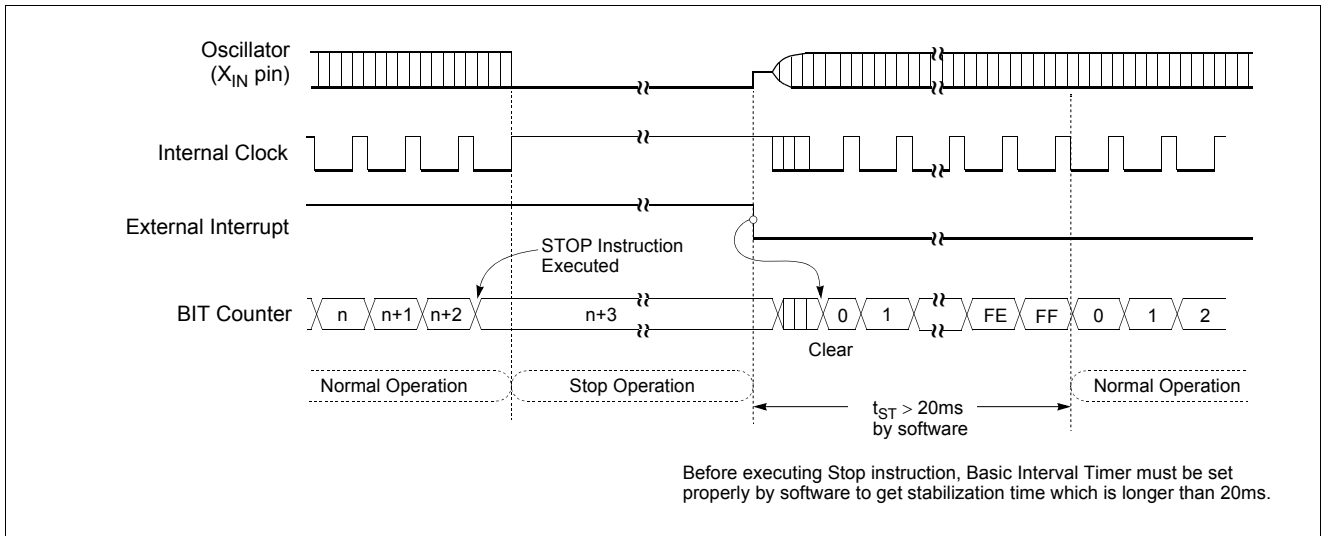 Oscillator
(XIN pin)
Internal Clock
External Interrupt
STOP Instruction
Executed
BIT Counter
n n+1 n+2 n+3 0 1 FE FF 0 1 2
Clear
Normal Operation Stop Operation Normal Operation
tST > 20ms
by software
Before executing Stop instruction, Basic Interval Timer must be set
properly by software to get stabilization time which is longer than 20ms.